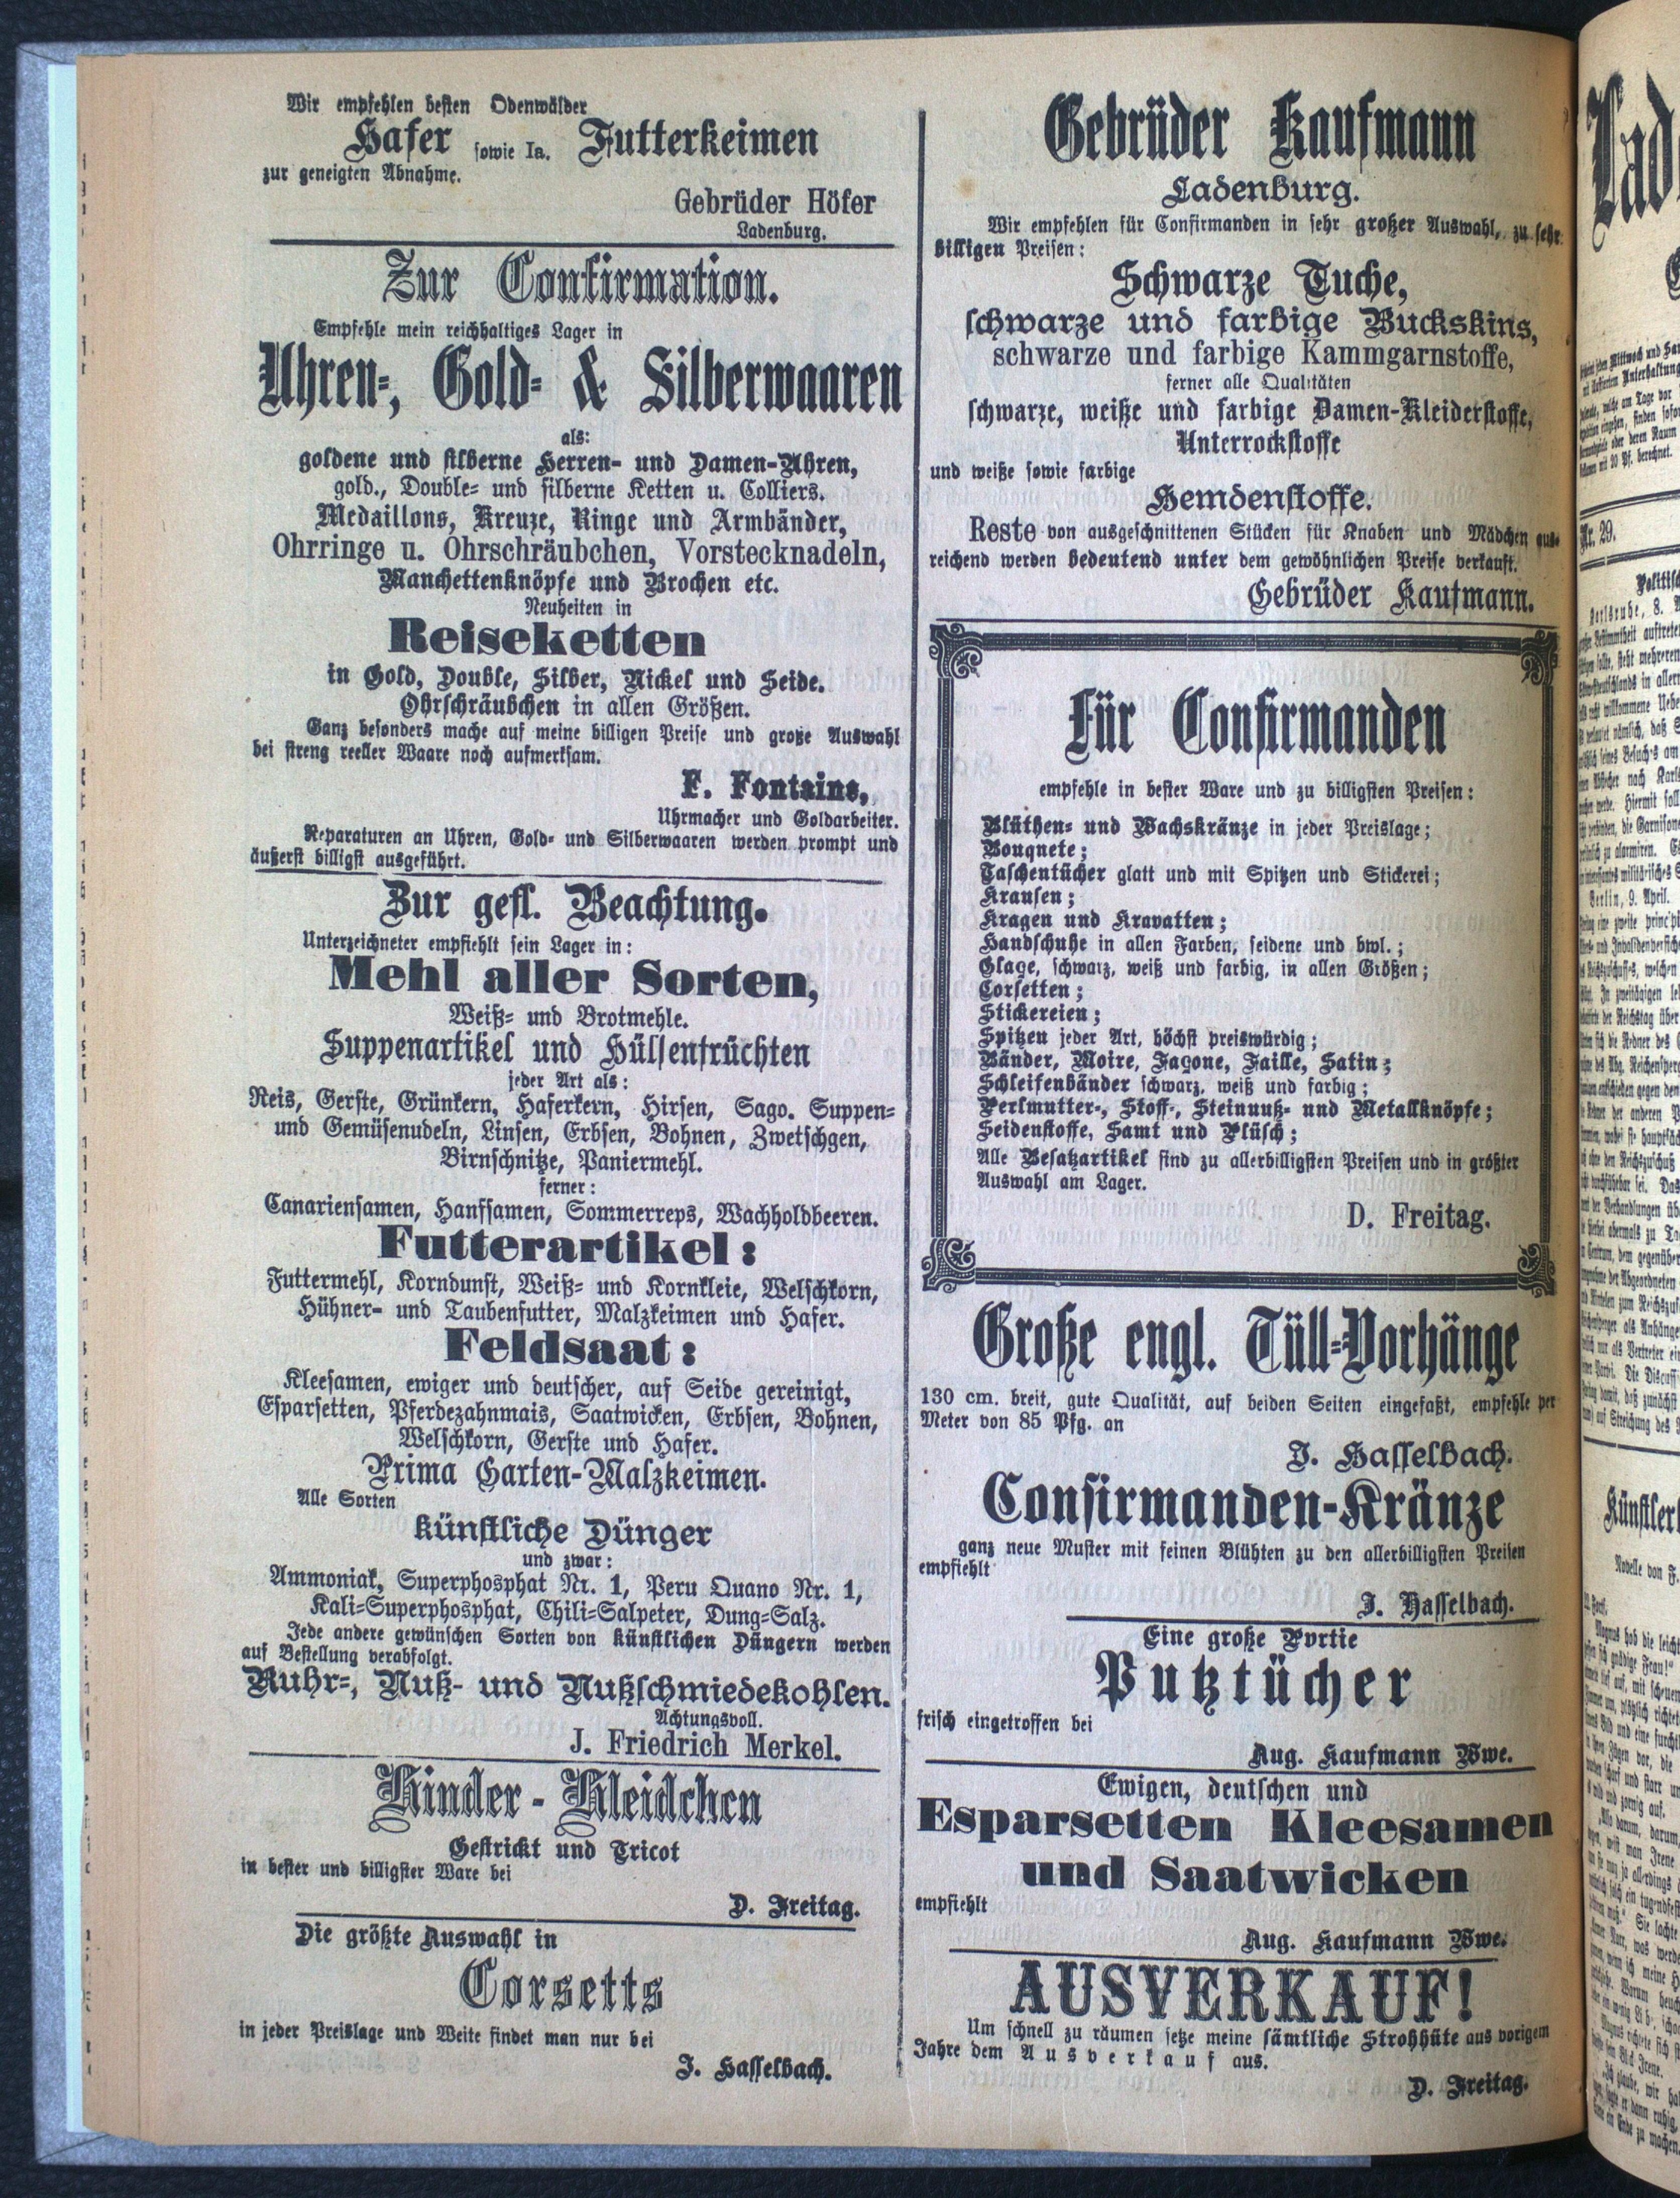 Wir empfehlen besten Odenwälder
Hafer sowie Ia. Futterkeimen
zur geneigten Abnahme.
Gebrüder Höfer
Ladenburg.
Zur Confirmation.
Empfehle mein reichhaltiges Lager in
Uhren-, Gold- & Silberwaaren
als:
goldene und silberne Herren- und Damen-Uhren,
gold., Double- und silberne Ketten u. Colliers.
Medaillons, Kreuze, Ringe und Armbänder,
Ohrringe u. Ohrschräubchen, Vorstecknadeln,
Manchettenknöpfe und Brochen etc.
Neuheiten in
Reiseketten
in Gold, Double, Silber, Nickel und Seide.
Ohrschräubchen in allen Größen.
Ganz besonders mache auf meine billigen Preise und große Auswahl
bei streng reeller Waare noch aufmerksam.
F. Fontaine,
Uhrmacher und Goldarbeiter.
Reparaturen an Uhren, Gold- und Silberwaaren werden prompt und
äußerst billigst ausgeführt.
Zur gefl. Beachtung.
Unterzeichneter empfiehlt sein Lager in:
Mehl aller Sorten,
Weiß- und Brotmehle.
Suppenartikel und Hülsenfrüchten
jeder Art als:
Reis, Gerste, Grünkern, Haferkern, Hirsen, Sago. Suppen-
und Gemüsenudeln, Linsen, Erbsen, Bohnen, Zwetschgen,
Birnschnitze, Paniermehl.
ferner:
Canariensamen, Hanfsamen, Sommerreps, Wachholdbeeren.
Futterartikel:
Futtermehl, Korndunst, Weiß- und Kornkleie, Welschkorn,
Hühner- und Taubenfutter, Malzkeimen und Hafer.
Feldsaat:
Kleesamen, ewiger und deutscher, auf Seide gereinigt,
Esparsetten, Pferdezahnmais, Saatwicken, Erbsen, Bohnen,
Welschkorn, Gerste und Hafer.
Prima Garten-Malzkeimen.
Alle Sorten
künstliche Dünger
und zwar:
Ammoniak, Superphosphat Nr. 1, Peru Quano Nr. 1,
Kali-Superphosphat, Chili-Salpeter, Dung-Salz.
Jede andere gewünschen Sorten von künstlichen Düngern werden
auf Bestellung verabfolgt.
Ruhr-, Nuß- und Nußschmiedekohlen.
Achtungsvoll.
J. Friedrich Merkel.
Kinder-Kleidchen
Gestrickt und Tricot
in bester und billigster Ware bei
D. Freitag.
Die größte Auswahl in
Corsetts
in jeder Preislage und Weite findet man nur bei
J. Hasselbach.
Gebrüder Kaufmann
Ladenburg.
Wir empfehlen für Confirmanden in sehr großer Auswahl, zu sehr
billigen Preisen:
Schwarze Tuche,
schwarze und farbige Buckskins,
schwarze und farbige Kammgarnstoffe,
ferner alle Qualitäten
schwarze, weiße und farbige Damen-Kleiderstoffe,
Unterrockstoffe
und weiße sowie farbige
Hemdenstoffe.
Reste von ausgeschnittenen Stücken für Knaben und Mädchen aus-
reichend werden bedeutend unter dem gewöhnlichen Preise verkauft.
Gebrüder Kaufmann.
Für Confirmanden
empfehle in bester Ware und zu billigsten Preisen:
Blüthen- und Wachskränze in jeder Preislage;
Bouquete;
Taschentücher glatt und mit Spitzen und Stickerei;
Krausen;
Kragen und Kravatten;
Handschuhe in allen Farben, seidene und bwl.;
Glace, schwarz, weiß und farbig, in allen Größen;
Corsetten;
Stickereien;
Spitzen jeder Art, höchst preiswürdig;
Bänder, Moire, Façone, Faille, Satin;
Schleifenbänder schwarz, weiß und farbig;
Perlmutter-, Stoff-, Steinnuß- und Metallknöpfe;
Seidenstoffe, Samt und Plüsch;
Alle Besatzartikel sind zu allerbilligsten Preisen und in größter
Auswahl am Lager.
D. Freitag.
Große engl. Tüll-Vorhänge
130 cm. breit, gute Qualität, auf beiden Seiten eingefaßt, empfehle per
Meter von 85 Pfg. an
J. Hasselbach.
Confirmanden-Kränze
ganz neue Muster mit feinen Blühten zu den allerbilligsten Preisen
empfiehlt
J. Hasselbach.
Eine große Portie
Putztücher
frisch eingetroffen bei
Aug. Kaufmann Wwe.
Ewigen, deutschen und
Esparsetten Kleesamen
und Saatwicken
empfiehlt
Aug. Kaufmann Wwe.
AUSVERKAUF!
Um schnell zu räumen setze meine sämtliche Strohhüte aus vorigem
Jahre dem Ausverkauf aus.
D. Freitag.
Lad
Nr. 29.
Künstler
Novelle von F.